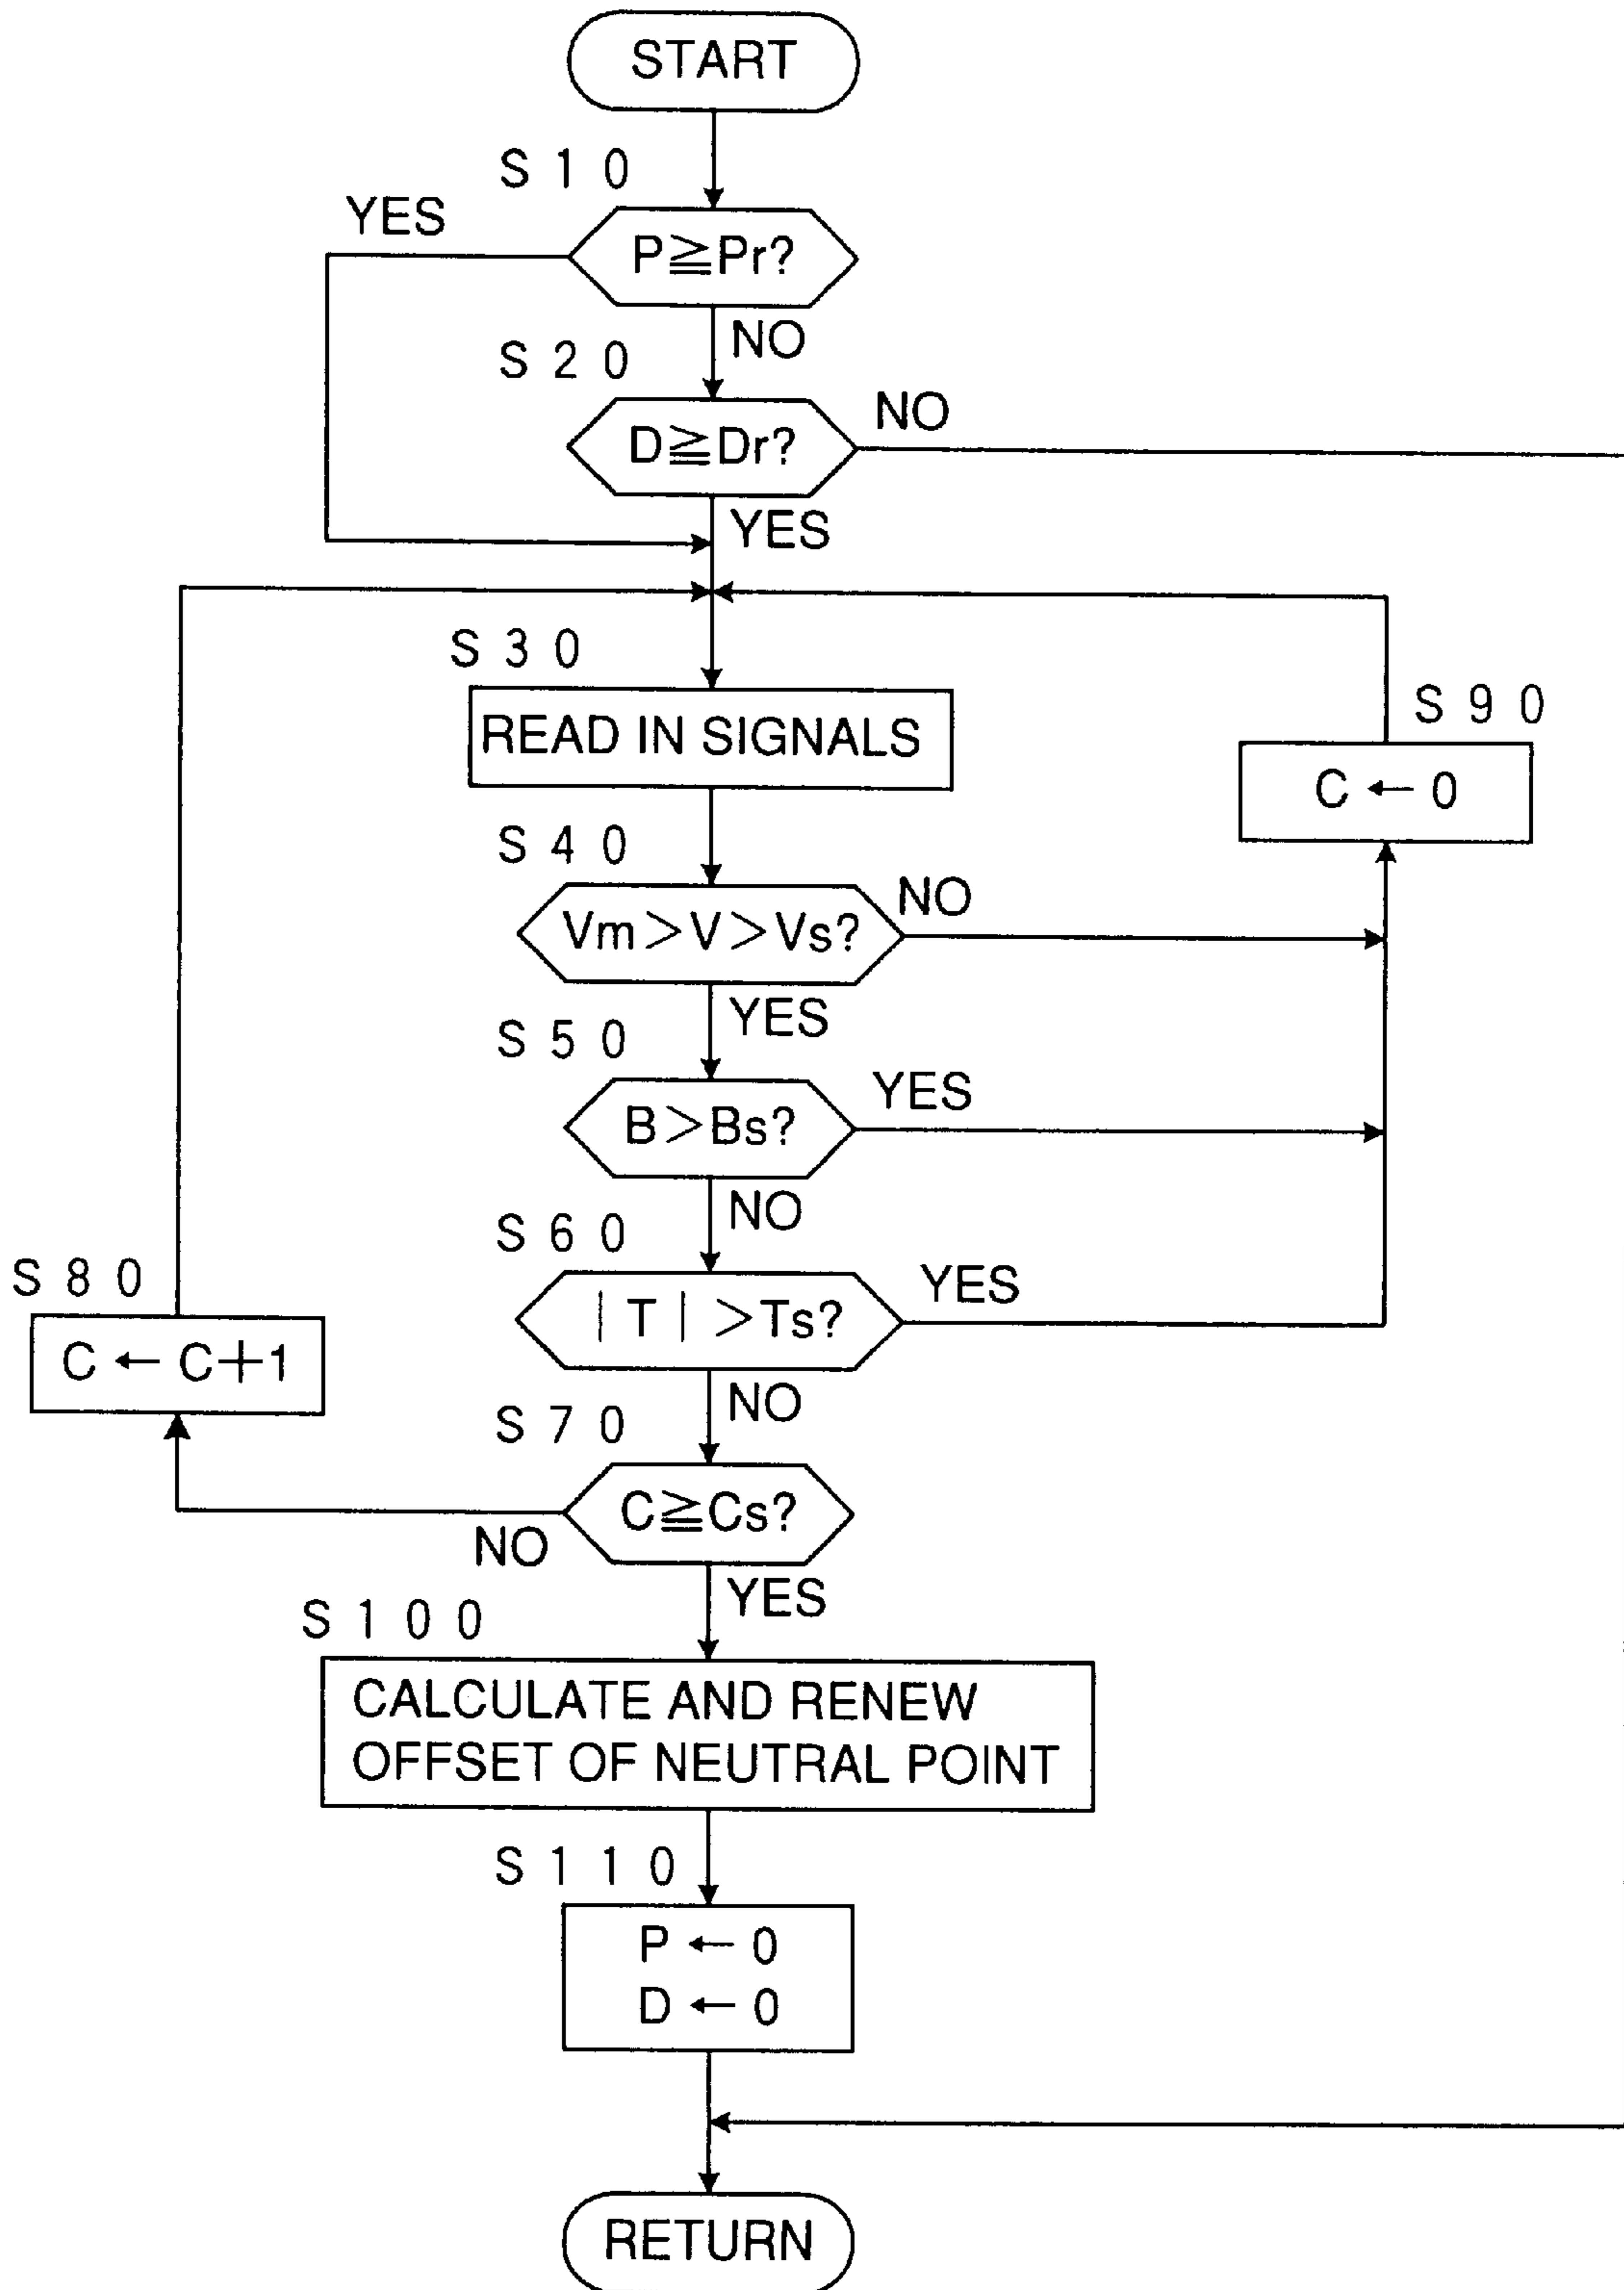 START
S 1 0
YES
P≧Pr?
NO
S 2 0
NO
D≧Dr?
YES
S 3 0
READ IN SIGNALS
S 9 0
C ← 0
S 4 0
NO
Vm＞V＞Vs?
YES
S 5 0
YES
B＞Bs?
NO
S 6 0
YES
| T | ＞Ts?
S 8 0
C ← C＋1
NO
S 7 0
C≧Cs?
NO
YES
S 1 0 0
CALCULATE AND RENEW
OFFSET OF NEUTRAL POINT
S 1 1 0
P ← 0
D ← 0
RETURN